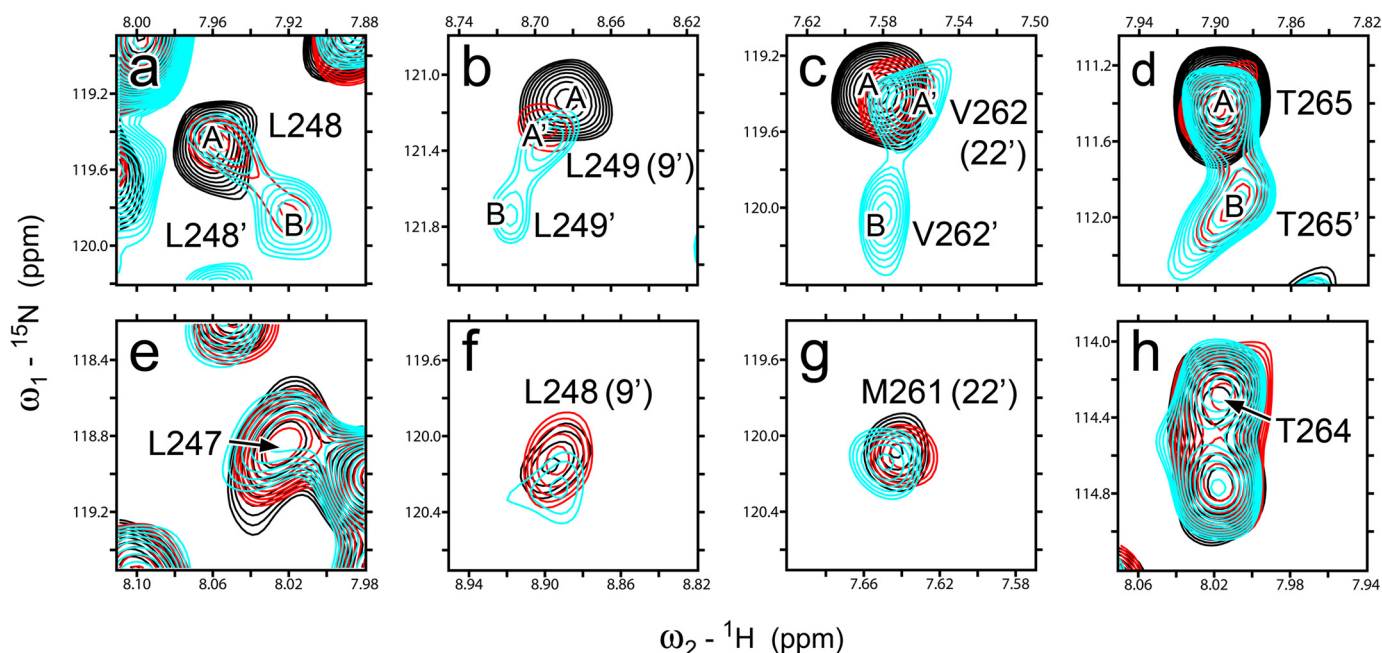 8.00 7.96 7.92 7.88
8.74 8.70 8.66 8.62
7.62 7.58 7.54 7.50
7.94 7.90 7.86 7.82
a
119.2
119.6
120.0
A
L248
L248’
B
b
121.0
121.4
121.8
A
A’
L249 (9’)
B
L249’
c
119.2
119.6
120.0
A
A’
V262
(22’)
B
V262’
d
111.2
111.6
112.0
A
T265
B
T265’
ω1 - 15N (ppm)
e
118.4
118.8
119.2
L247
8.10 8.06 8.02 7.98
f
119.6
120.0
120.4
L248 (9’)
8.94 8.90 8.86 8.82
g
119.6
120.0
120.4
M261 (22’)
7.66 7.62 7.58
h
114.0
114.4
114.8
T264
8.06 8.02 7.98 7.94
ω2 - 1H (ppm)